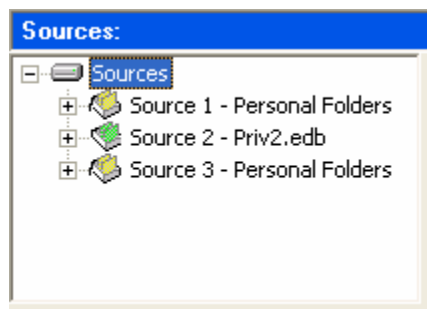 Sources:
Sources
Source 1 - Personal Folders
Source 2 - Priv2.edb
Source 3 - Personal Folders